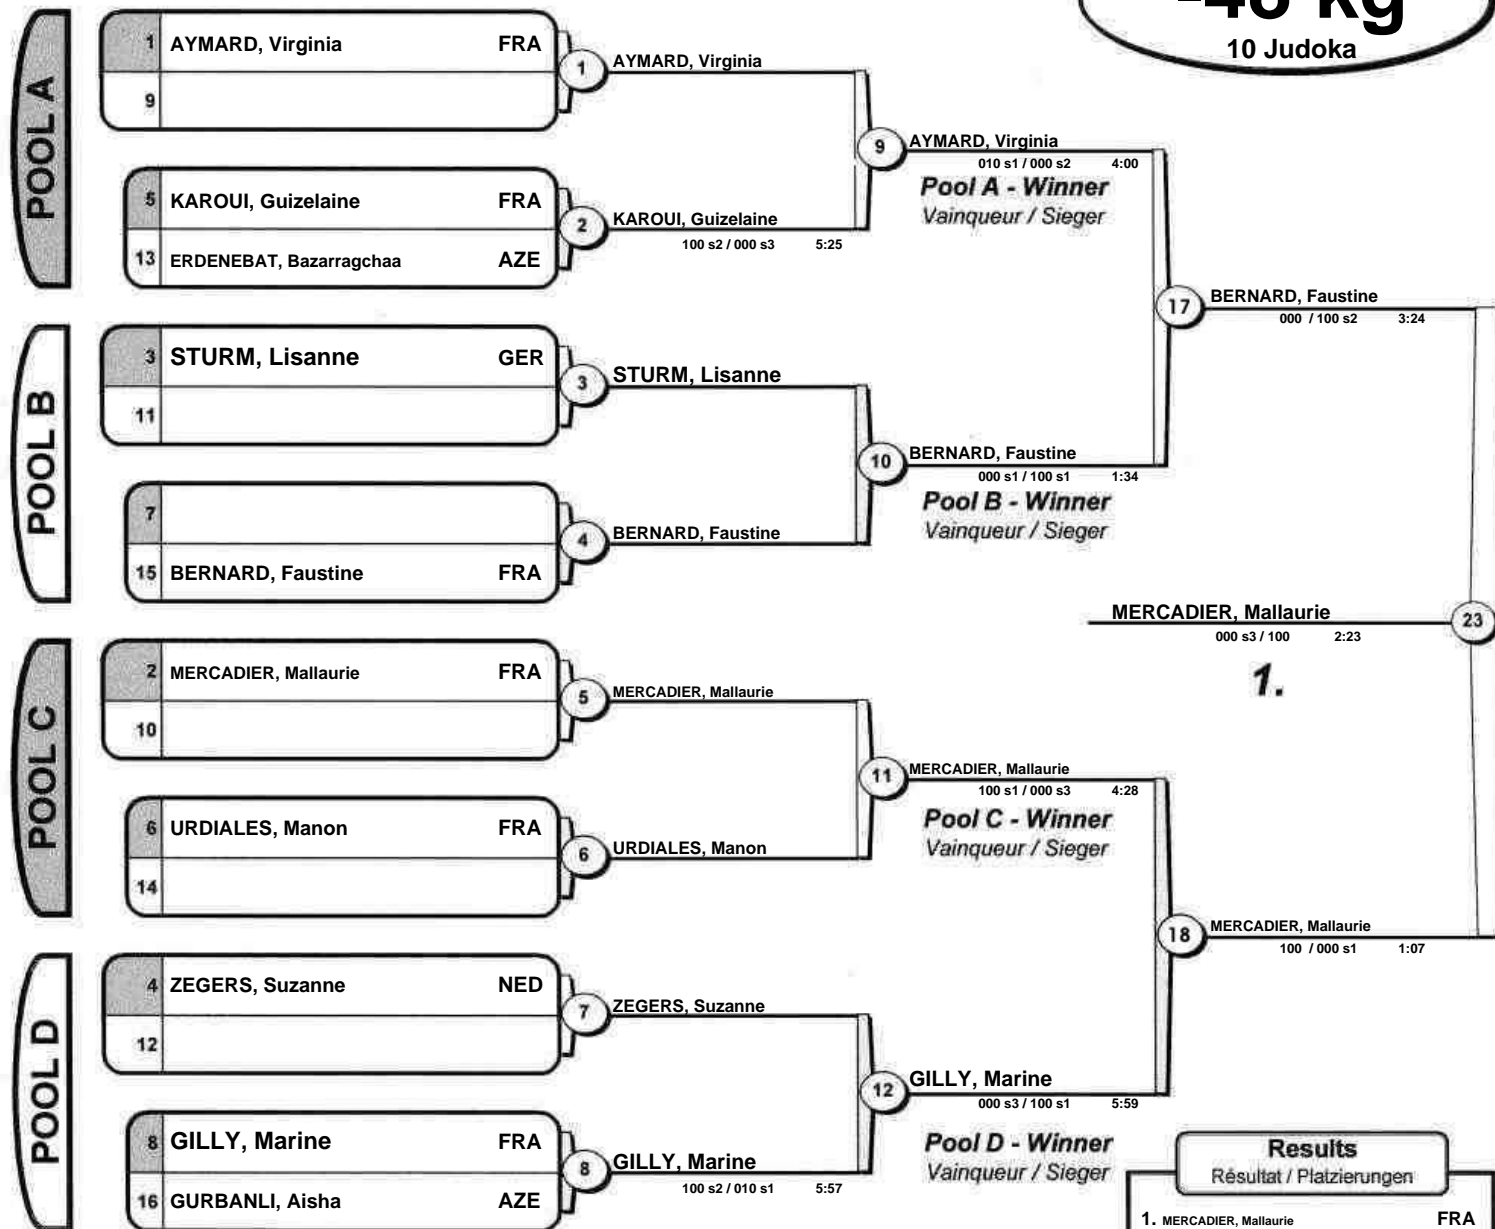 -48 kg
10 Judoka
POOL A
1 AYMARD, Virginia FRA
9
1 AYMARD, Virginia
5 KAROUI, Guizelaine FRA
13 ERDENEBAT, Bazarragchaa AZE
2 KAROUI, Guizelaine
100 s2 / 000 s3 5:25
9 AYMARD, Virginia
010 s1 / 000 s2 4:00
Pool A - Winner
Vainqueur / Sieger
POOL B
3 STURM, Lisanne GER
11
3 STURM, Lisanne
7
15 BERNARD, Faustine FRA
4 BERNARD, Faustine
10 BERNARD, Faustine
000 s1 / 100 s1 1:34
Pool B - Winner
Vainqueur / Sieger
17 BERNARD, Faustine
000 / 100 s2 3:24
MERCADIER, Mallaurie 23
000 s3 / 100 2:23
1.
POOL C
2 MERCADIER, Mallaurie FRA
10
5 MERCADIER, Mallaurie
6 URDIALES, Manon FRA
14
6 URDIALES, Manon
11 MERCADIER, Mallaurie
100 s1 / 000 s3 4:28
Pool C - Winner
Vainqueur / Sieger
18 MERCADIER, Mallaurie
100 / 000 s1 1:07
POOL D
4 ZEGERS, Suzanne NED
12
7 ZEGERS, Suzanne
8 GILLY, Marine FRA
16 GURBANLI, Aisha AZE
8 GILLY, Marine
100 s2 / 010 s1 5:57
12 GILLY, Marine
000 s3 / 100 s1 5:59
Pool D - Winner
Vainqueur / Sieger
Results
Résultat / Platzierungen
1. MERCADIER, Mallaurie FRA